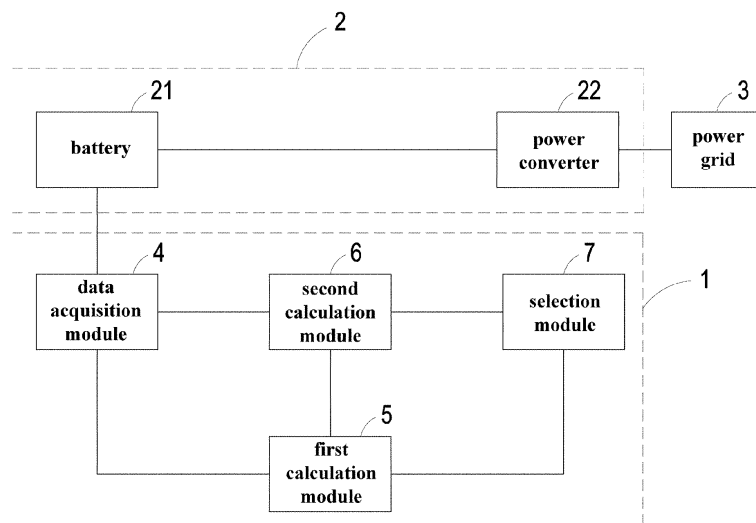 2
21
22
3
battery
power
converter
power
grid
4
6
7
1
data
acquisition
module
second
calculation
module
selection
module
5
first
calculation
module